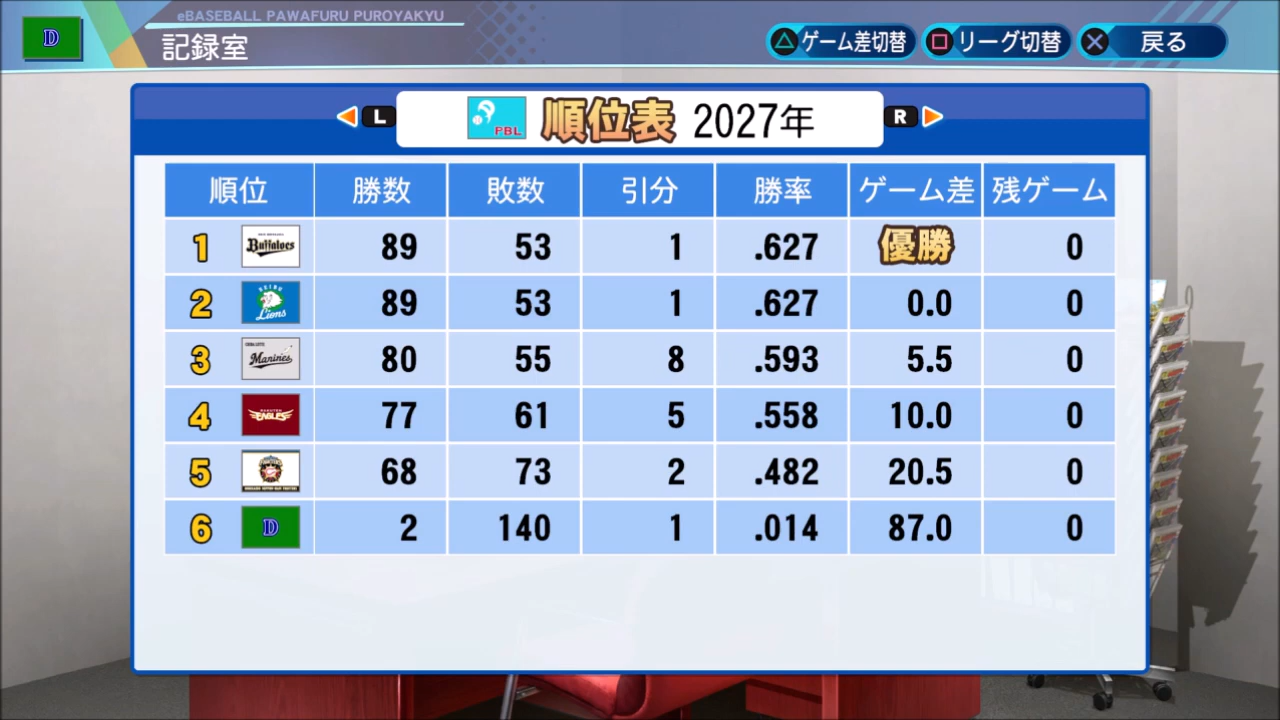 eBASEBALL PAWAFURU PUROYAKYU
D
記録室
ゲーム差切替
リーグ切替
戻る
L
PBL
順位表 2027年
R
順位 勝数 敗数 引分 勝率 ゲーム差 残ゲーム
1 Buffaloes 89 53 1 .627 優勝 0
2 SEIBU Lions 89 53 1 .627 0.0 0
3 Marines 80 55 8 .593 5.5 0
4 EAGLES 77 61 5 .558 10.0 0
5 68 73 2 .482 20.5 0
6 D 2 140 1 .014 87.0 0